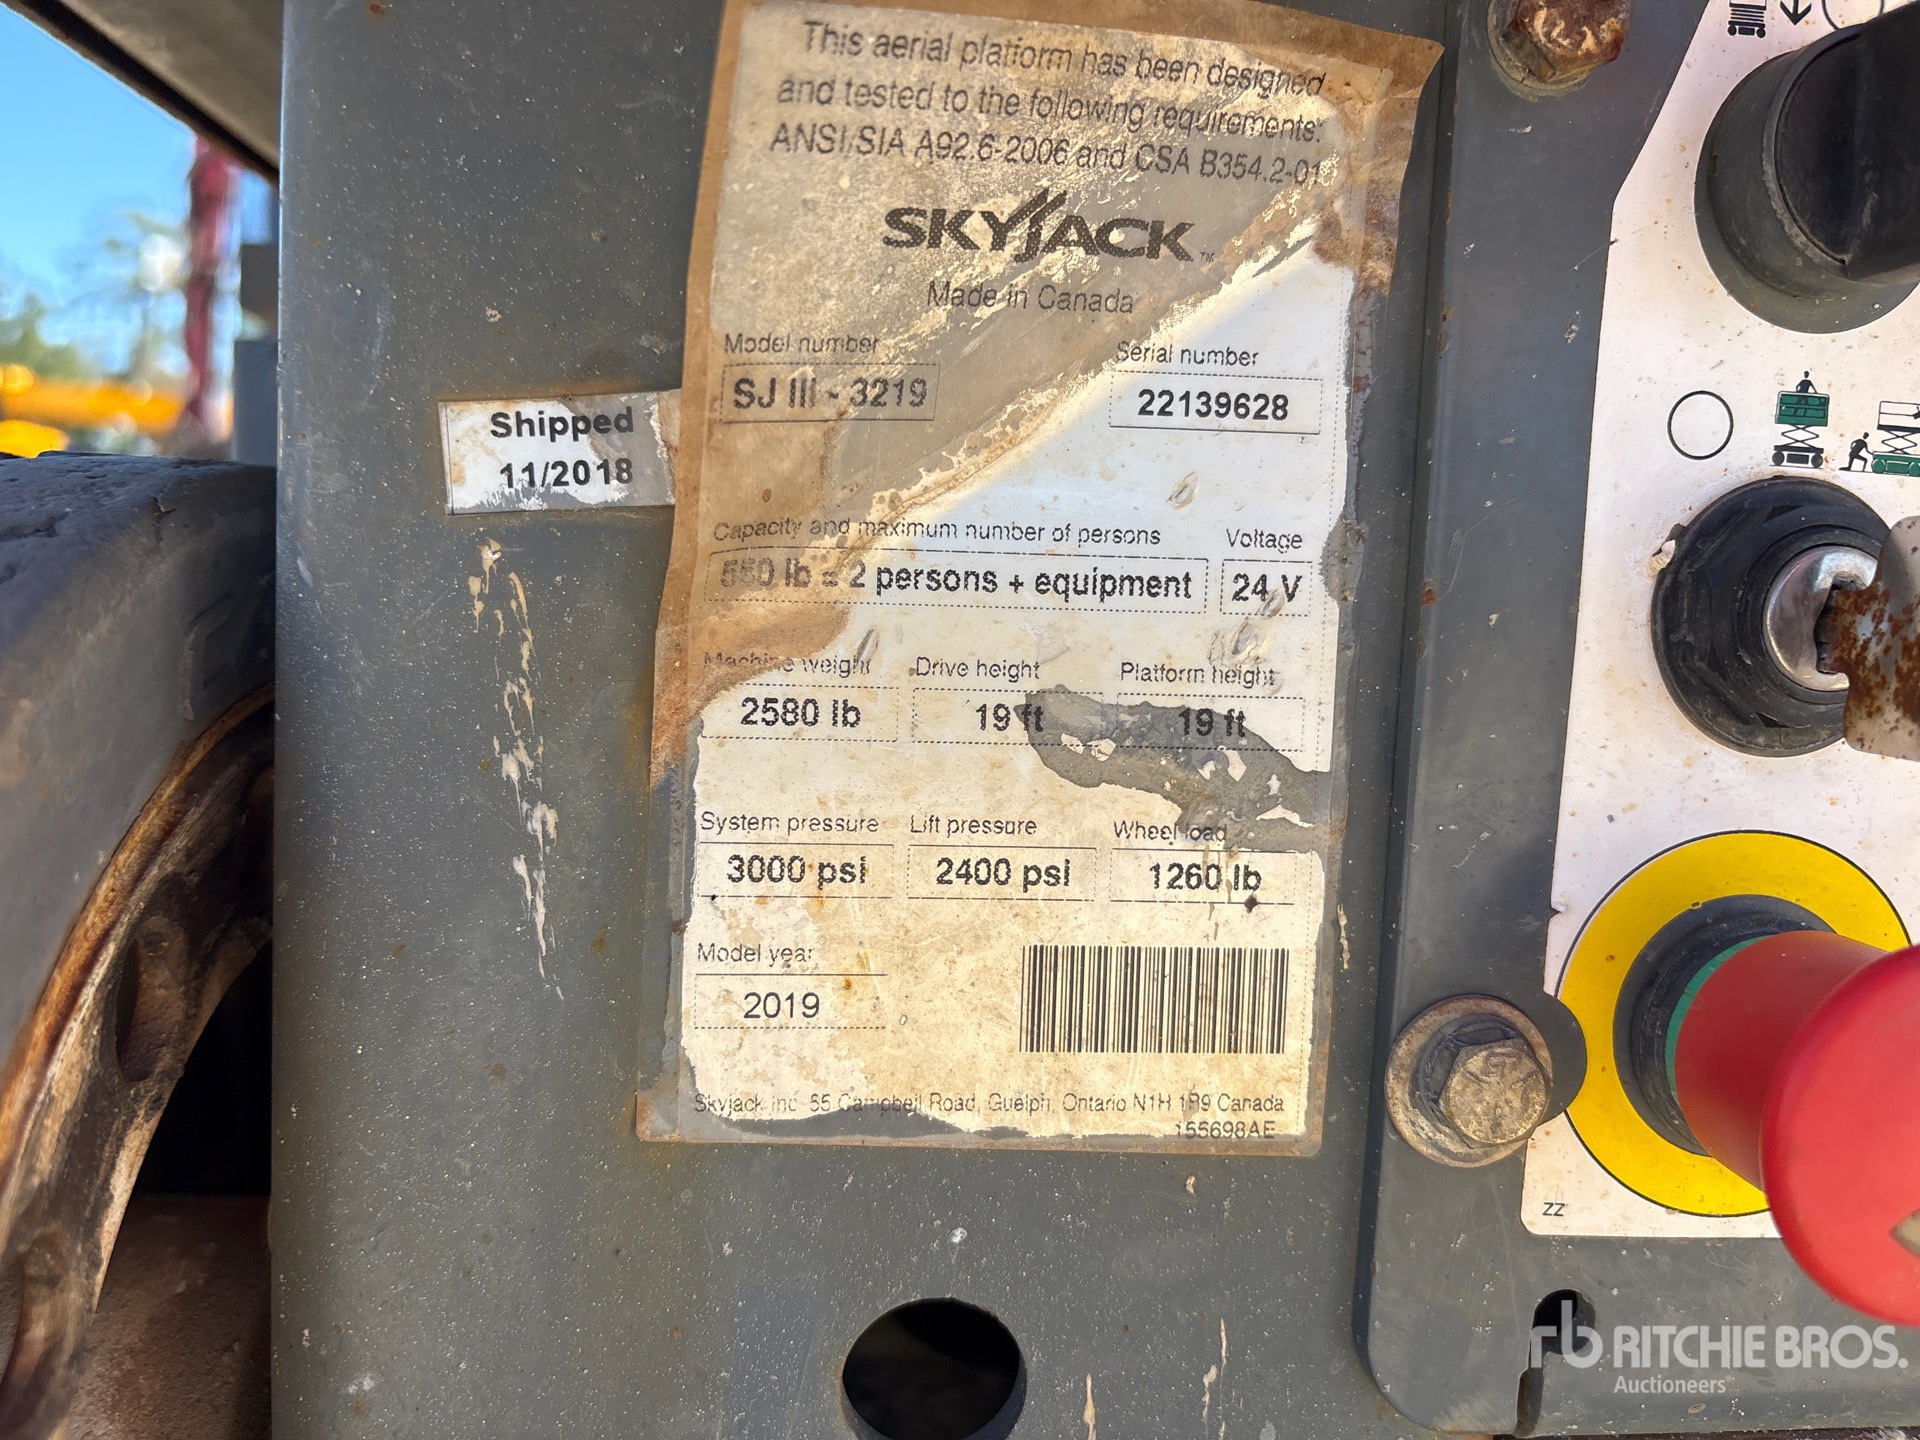 This aerial platform has been designed
and tested to the following requirements:
ANSI/SIA A92.6-2006 and CSA B354.2-01
SKYJACK™
Made in Canada
Model number
SJ III - 3219
Serial number
22139628
Shipped
11/2018
Capacity and maximum number of persons
550 lb = 2 persons + equipment
Voltage
24 V
Machine weight
2580 lb
Drive height
19 ft
Platform height
19 ft
System pressure
3000 psi
Lift pressure
2400 psi
Wheel load
1260 lb
Model year
2019
Skyjack Inc. 55 Campbell Road, Guelph, Ontario N1H 1B9 Canada
155698AE
ZZ
rb RITCHIE BROS.
Auctioneers